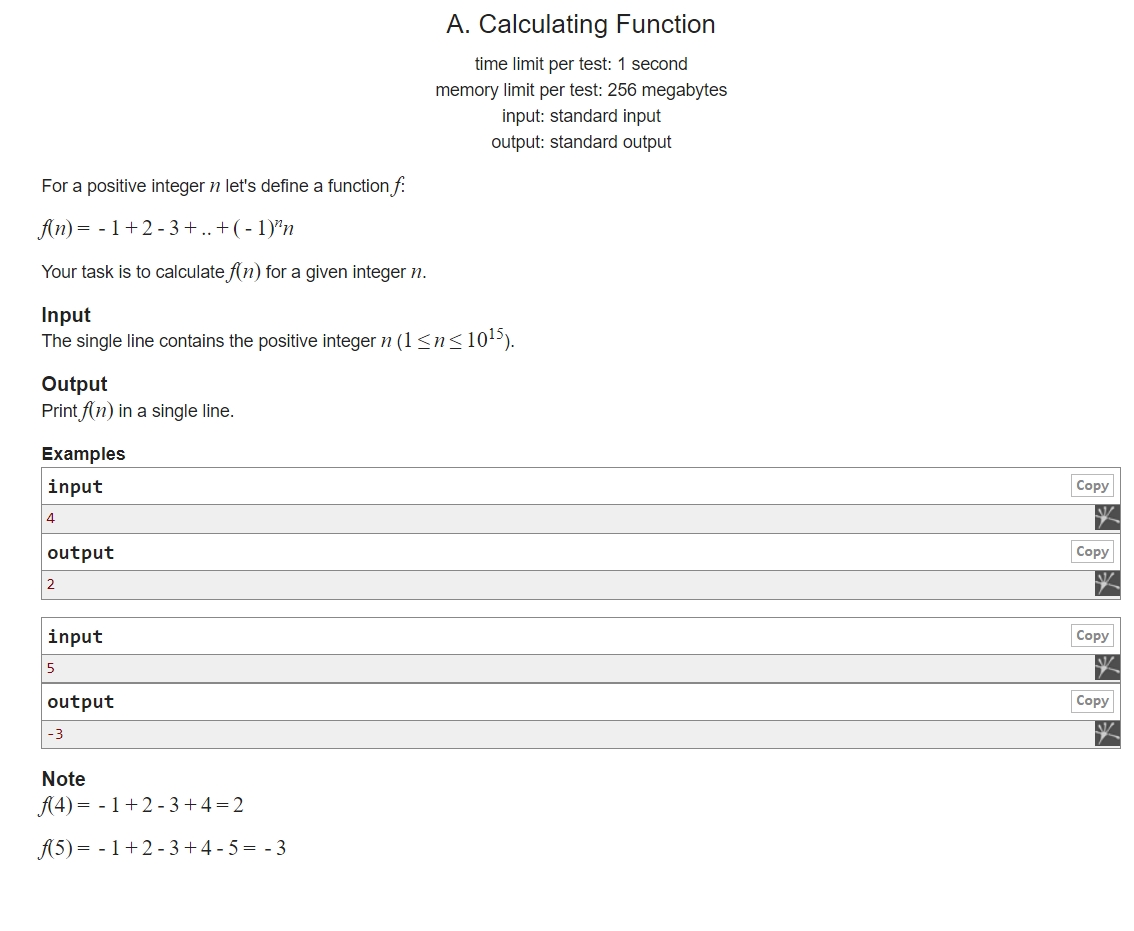 A. Calculating Function
time limit per test: 1 second
memory limit per test: 256 megabytes
input: standard input
output: standard output
For a positive integer n let's define a function f:
f(n) = - 1 + 2 - 3 + .. + ( - 1)ⁿn
Your task is to calculate f(n) for a given integer n.
Input
The single line contains the positive integer n (1 ≤ n ≤ 10¹⁵).
Output
Print f(n) in a single line.
Examples
input Copy
4
output Copy
2
input Copy
5
output Copy
-3
Note
f(4) = - 1 + 2 - 3 + 4 = 2
f(5) = - 1 + 2 - 3 + 4 - 5 = - 3